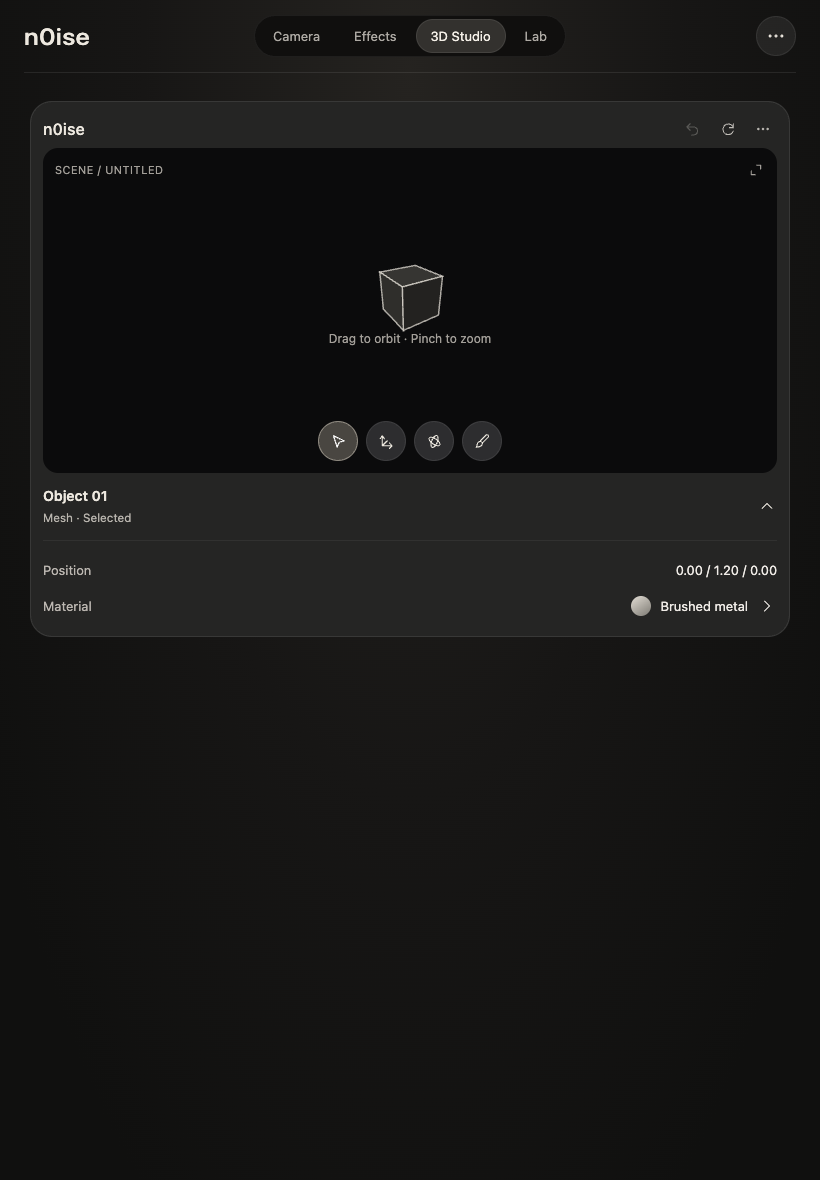 n0ise
Camera Effects 3D Studio Lab
n0ise
SCENE / UNTITLED
Drag to orbit · Pinch to zoom
Object 01
Mesh · Selected
Position 0.00 / 1.20 / 0.00
Material Brushed metal